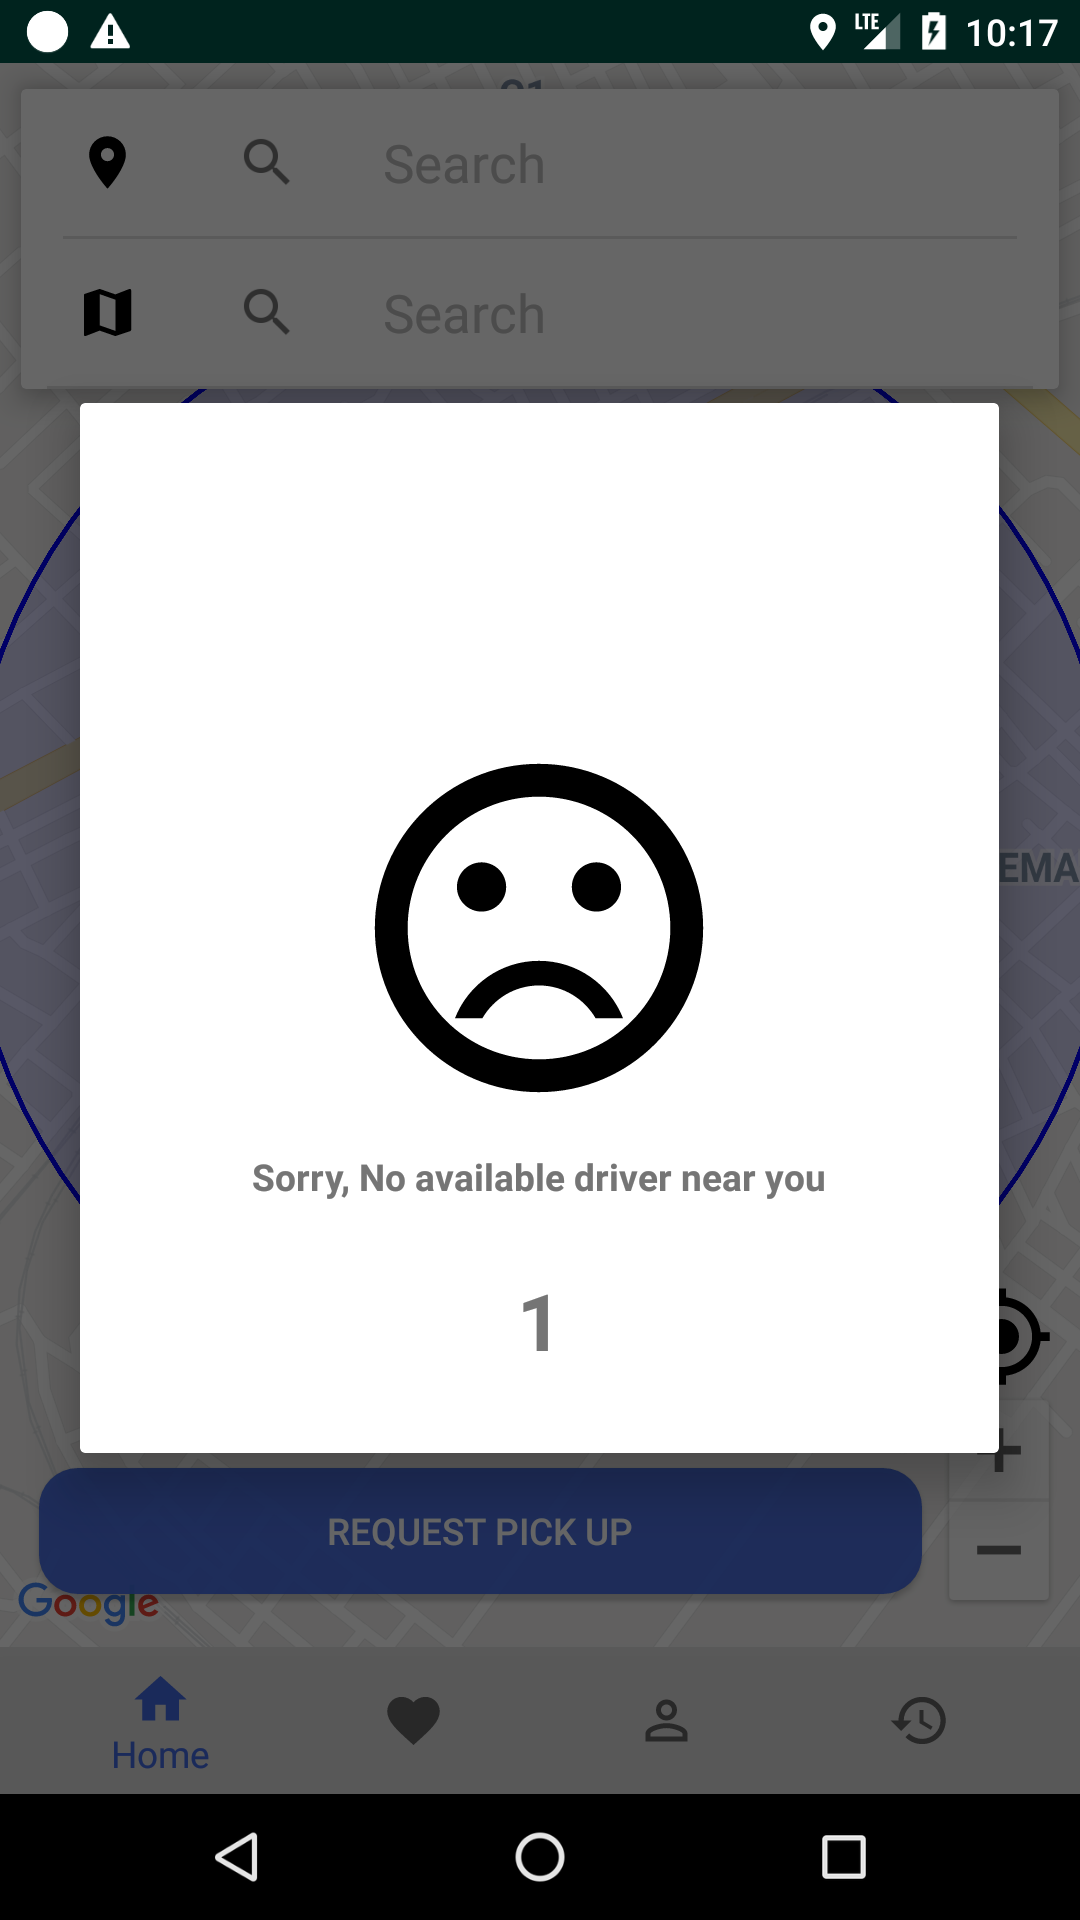 LTE 10:17
Search
Search
EMA
Sorry, No available driver near you
1
REQUEST PICK UP
Google
Home